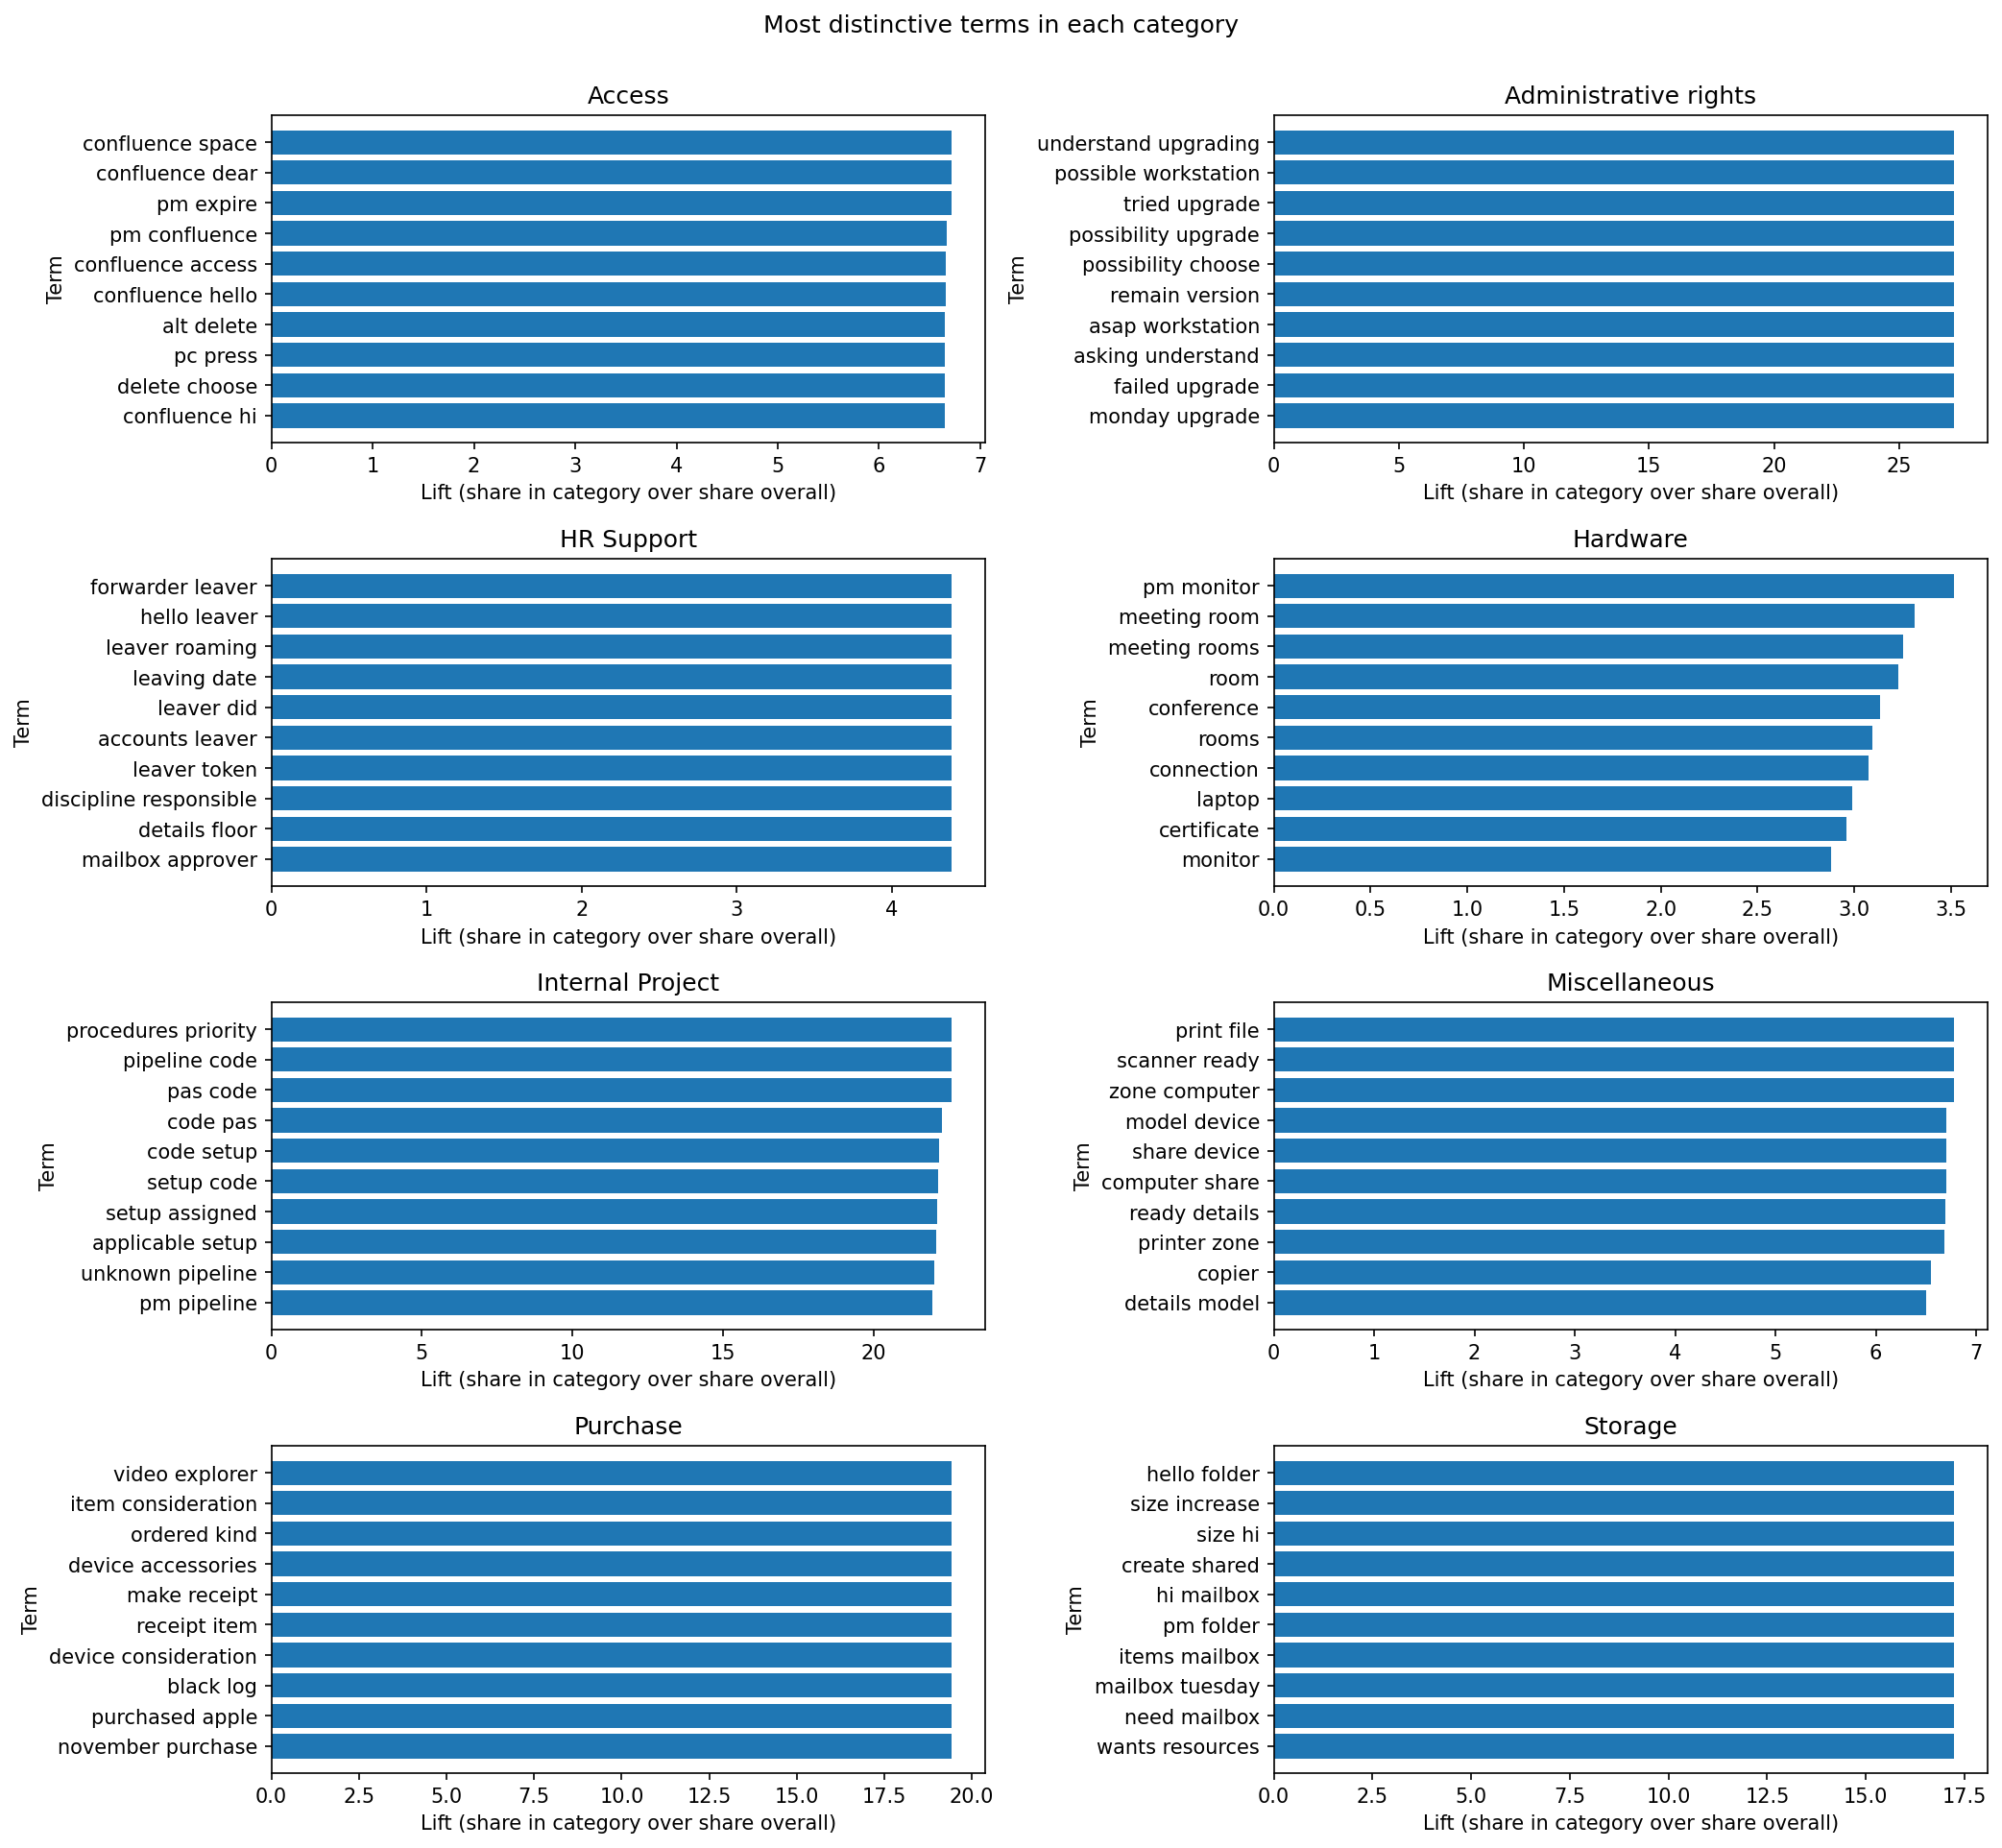 Most distinctive terms in each category
Access
Term
confluence space
confluence dear
pm expire
pm confluence
confluence access
confluence hello
alt delete
pc press
delete choose
confluence hi
0 1 2 3 4 5 6 7
Lift (share in category over share overall)
Administrative rights
Term
understand upgrading
possible workstation
tried upgrade
possibility upgrade
possibility choose
remain version
asap workstation
asking understand
failed upgrade
monday upgrade
0 5 10 15 20 25
Lift (share in category over share overall)
HR Support
Term
forwarder leaver
hello leaver
leaver roaming
leaving date
leaver did
accounts leaver
leaver token
discipline responsible
details floor
mailbox approver
0 1 2 3 4
Lift (share in category over share overall)
Hardware
Term
pm monitor
meeting room
meeting rooms
room
conference
rooms
connection
laptop
certificate
monitor
0.0 0.5 1.0 1.5 2.0 2.5 3.0 3.5
Lift (share in category over share overall)
Internal Project
Term
procedures priority
pipeline code
pas code
code pas
code setup
setup code
setup assigned
applicable setup
unknown pipeline
pm pipeline
0 5 10 15 20
Lift (share in category over share overall)
Miscellaneous
Term
print file
scanner ready
zone computer
model device
share device
computer share
ready details
printer zone
copier
details model
0 1 2 3 4 5 6 7
Lift (share in category over share overall)
Purchase
Term
video explorer
item consideration
ordered kind
device accessories
make receipt
receipt item
device consideration
black log
purchased apple
november purchase
0.0 2.5 5.0 7.5 10.0 12.5 15.0 17.5 20.0
Lift (share in category over share overall)
Storage
Term
hello folder
size increase
size hi
create shared
hi mailbox
pm folder
items mailbox
mailbox tuesday
need mailbox
wants resources
0.0 2.5 5.0 7.5 10.0 12.5 15.0 17.5
Lift (share in category over share overall)